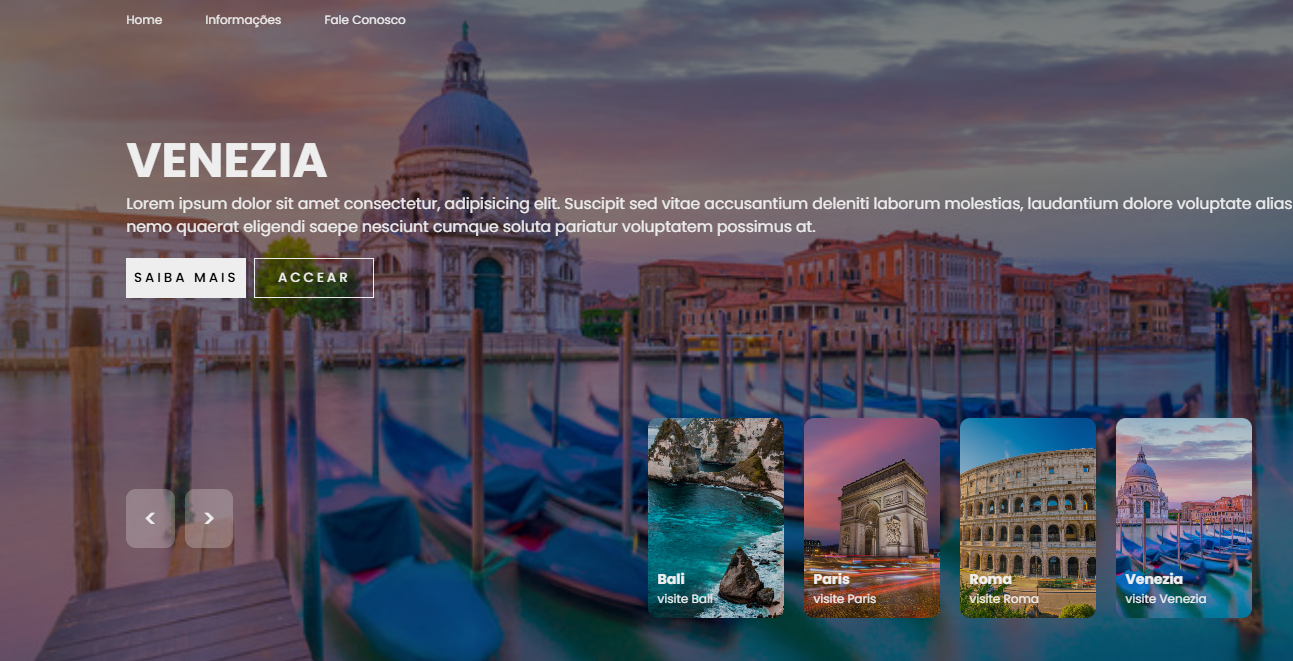 Home Informações Fale Conosco
VENEZIA
Lorem ipsum dolor sit amet consectetur, adipisicing elit. Suscipit sed vitae accusantium deleniti laborum molestias, laudantium dolore voluptate alias
nemo quaerat eligendi saepe nesciunt cumque soluta pariatur voluptatem possimus at.
SAIBA MAIS ACCEAR
< >
Bali Paris Roma Venezia
visite Bali visite Paris visite Roma visite Venezia